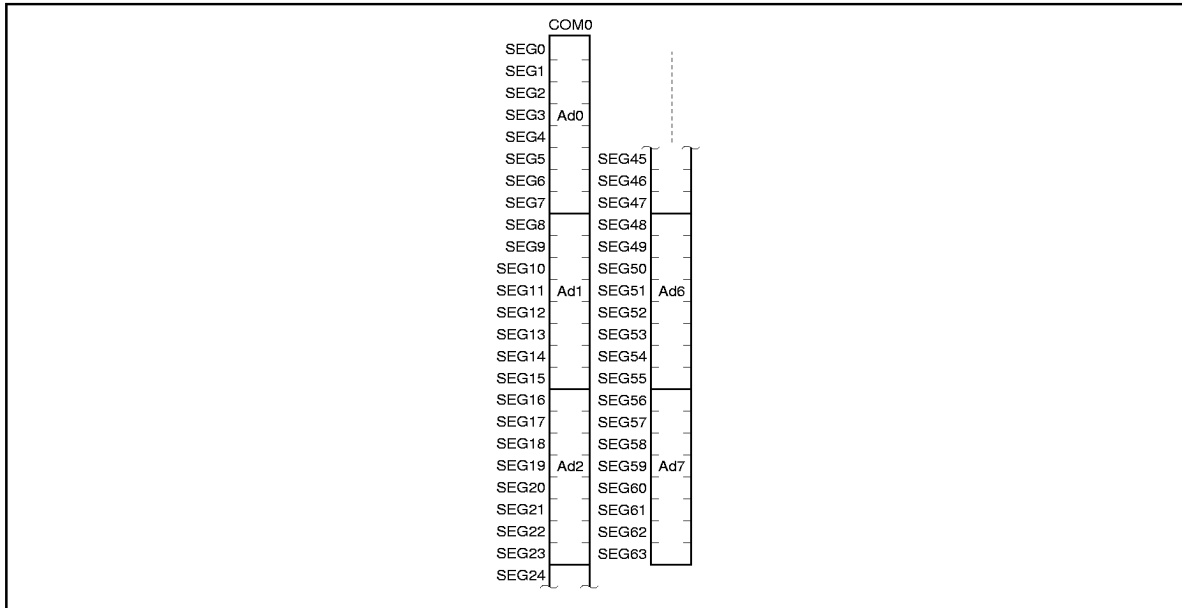 COM0
SEG0
SEG1
SEG2
SEG3 Ad0
SEG4
SEG5
SEG6
SEG7
SEG8
SEG9
SEG10
SEG11 Ad1
SEG12
SEG13
SEG14
SEG15
SEG16
SEG17
SEG18
SEG19 Ad2
SEG20
SEG21
SEG22
SEG23
SEG24
SEG45
SEG46
SEG47
SEG48
SEG49
SEG50
SEG51 Ad6
SEG52
SEG53
SEG54
SEG55
SEG56
SEG57
SEG58
SEG59 Ad7
SEG60
SEG61
SEG62
SEG63